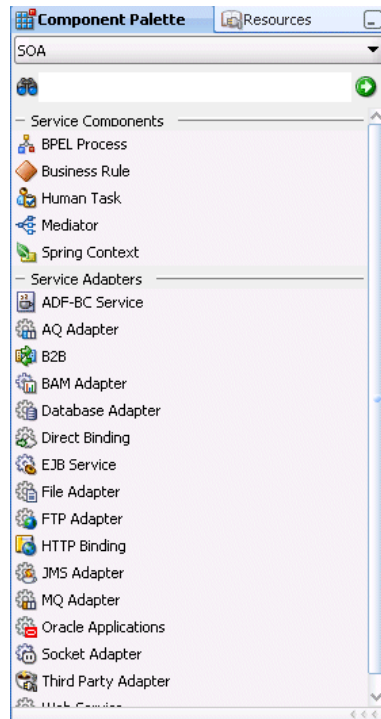 Component Palette Resources
SOA
Service Components
BPEL Process
Business Rule
Human Task
Mediator
Spring Context
Service Adapters
ADF-BC Service
AQ Adapter
B2B
BAM Adapter
Database Adapter
Direct Binding
EJB Service
File Adapter
FTP Adapter
HTTP Binding
JMS Adapter
MQ Adapter
Oracle Applications
Socket Adapter
Third Party Adapter